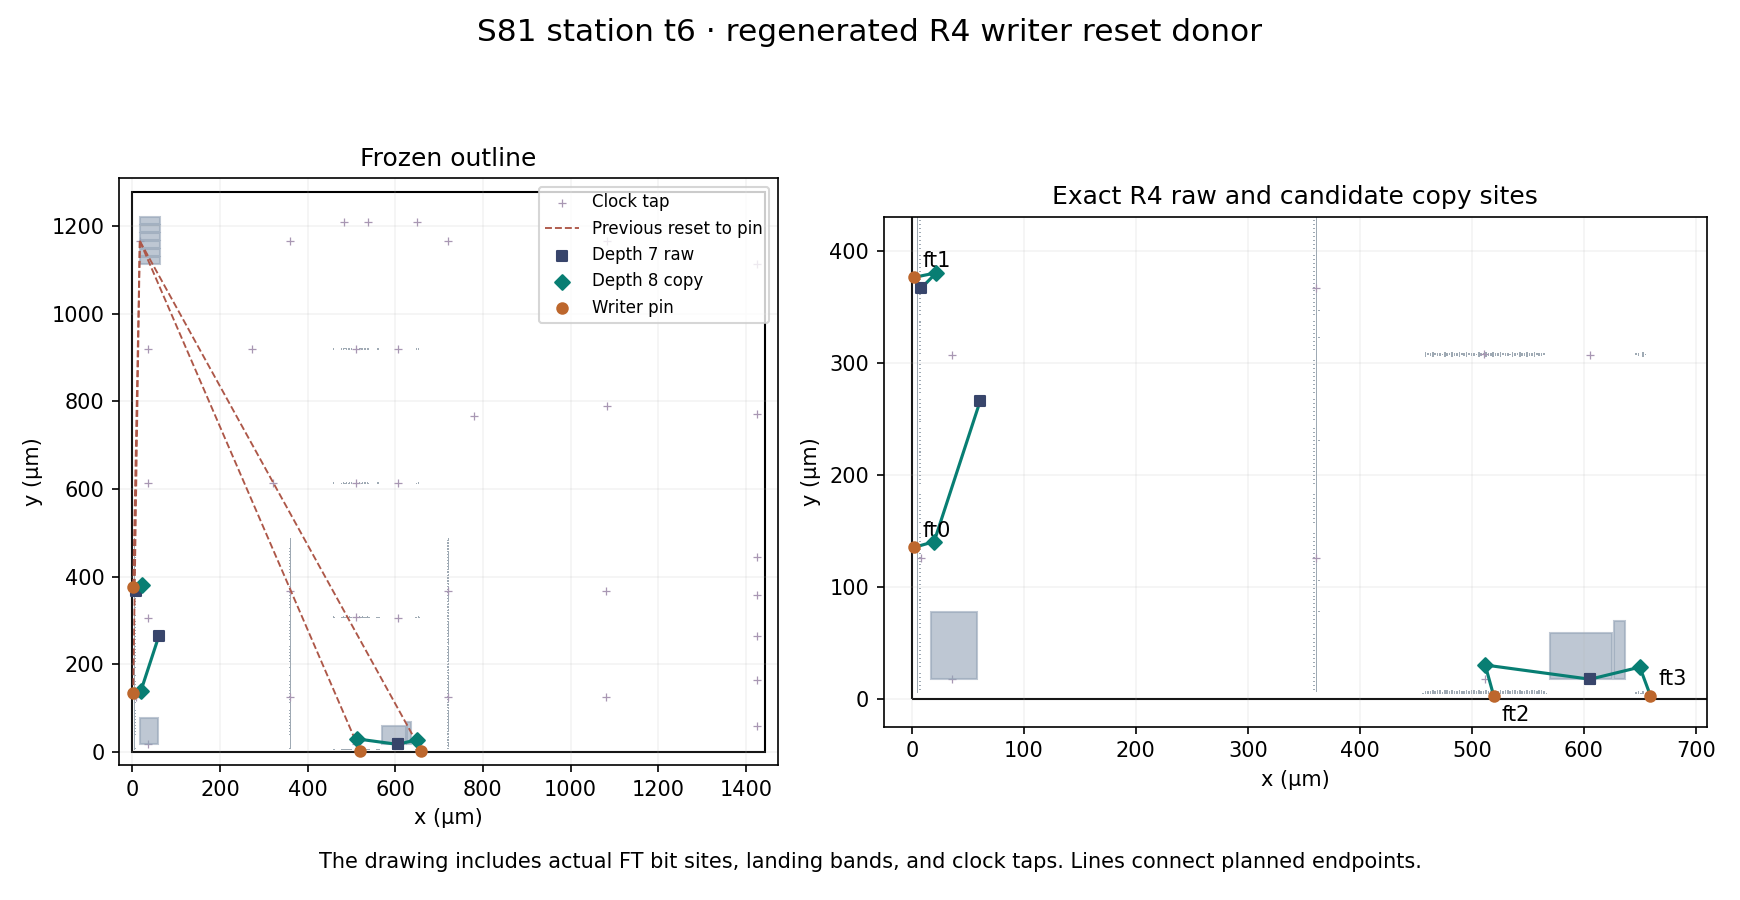 S81 station t6 · regenerated R4 writer reset donor
Frozen outline
Clock tap
Previous reset to pin
Depth 7 raw
Depth 8 copy
Writer pin
1200
1000
800
600
400
200
0
y (μm)
0 200 400 600 800 1000 1200 1400
x (μm)
Exact R4 raw and candidate copy sites
400
300
200
100
0
y (μm)
ft1
ft0
ft3
ft2
0 100 200 300 400 500 600 700
x (μm)
The drawing includes actual FT bit sites, landing bands, and clock taps. Lines connect planned endpoints.